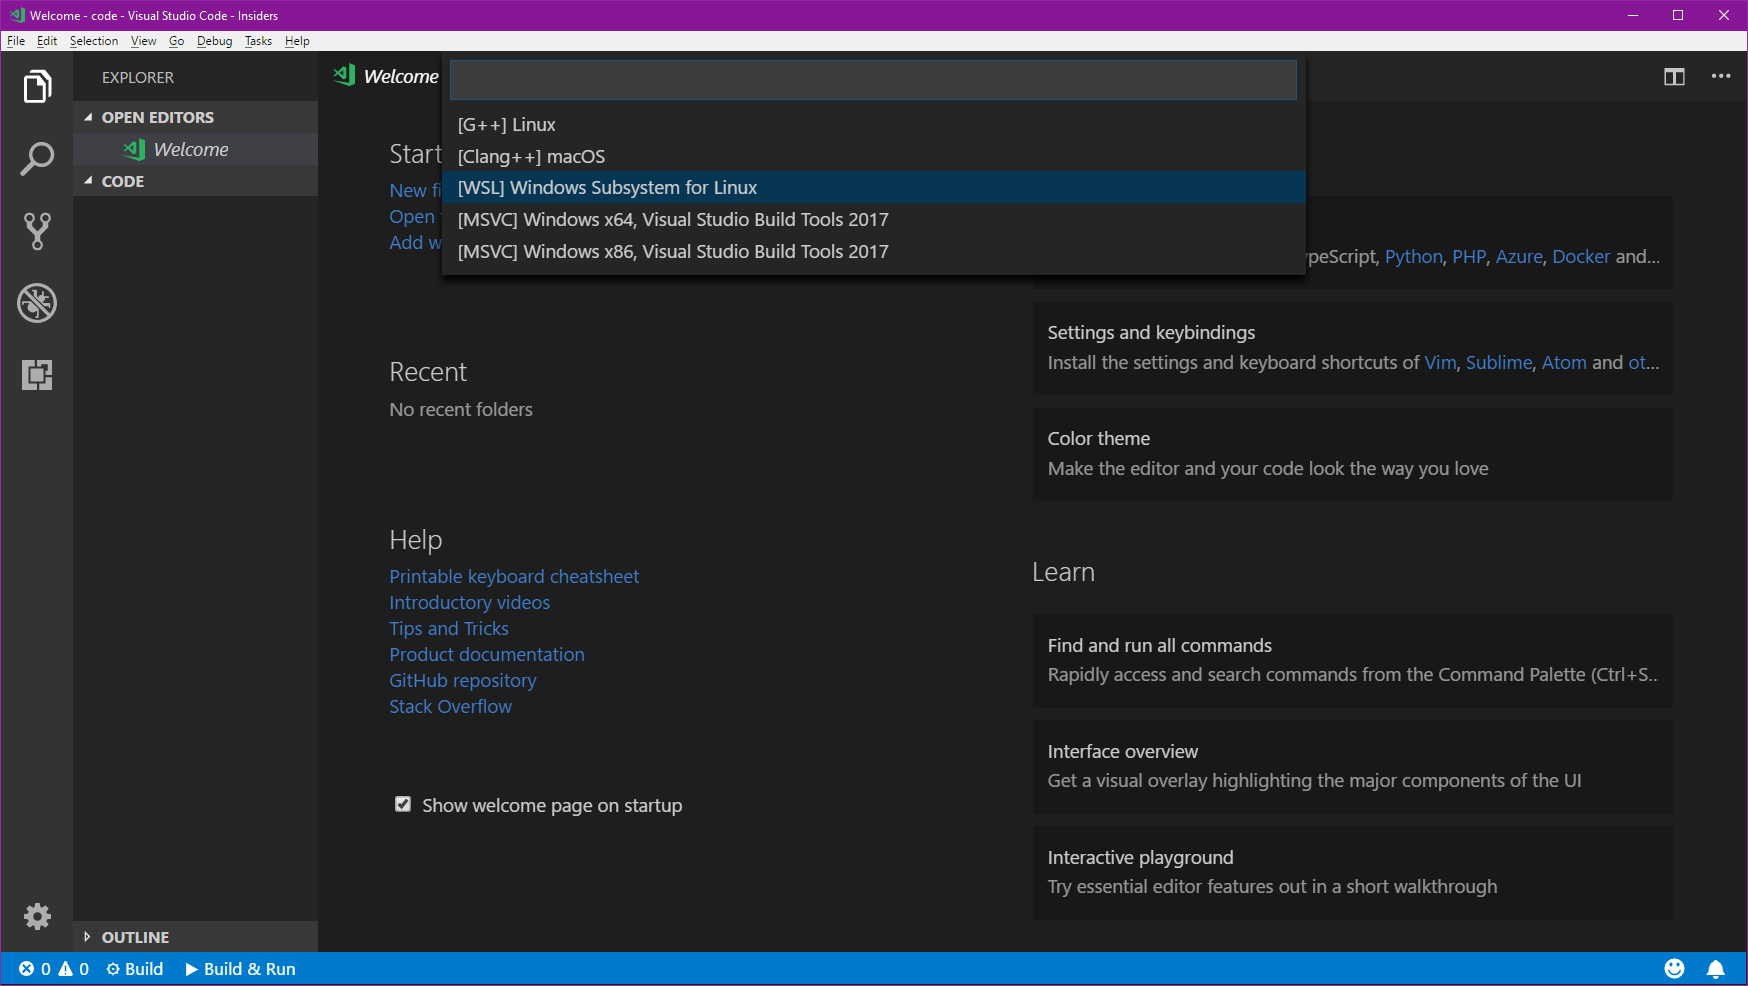 Welcome - code - Visual Studio Code - Insiders
File Edit Selection View Go Debug Tasks Help
EXPLORER
OPEN EDITORS
Welcome
CODE
OUTLINE
Welcome
[G++] Linux
[Clang++] macOS
[WSL] Windows Subsystem for Linux
[MSVC] Windows x64, Visual Studio Build Tools 2017
[MSVC] Windows x86, Visual Studio Build Tools 2017
Start
New fi
Open
Add w
Recent
No recent folders
Help
Printable keyboard cheatsheet
Introductory videos
Tips and Tricks
Product documentation
GitHub repository
Stack Overflow
Show welcome page on startup
peScript, Python, PHP, Azure, Docker and...
Settings and keybindings
Install the settings and keyboard shortcuts of Vim, Sublime, Atom and ot...
Color theme
Make the editor and your code look the way you love
Learn
Find and run all commands
Rapidly access and search commands from the Command Palette (Ctrl+S...
Interface overview
Get a visual overlay highlighting the major components of the UI
Interactive playground
Try essential editor features out in a short walkthrough
0 0 Build Build & Run